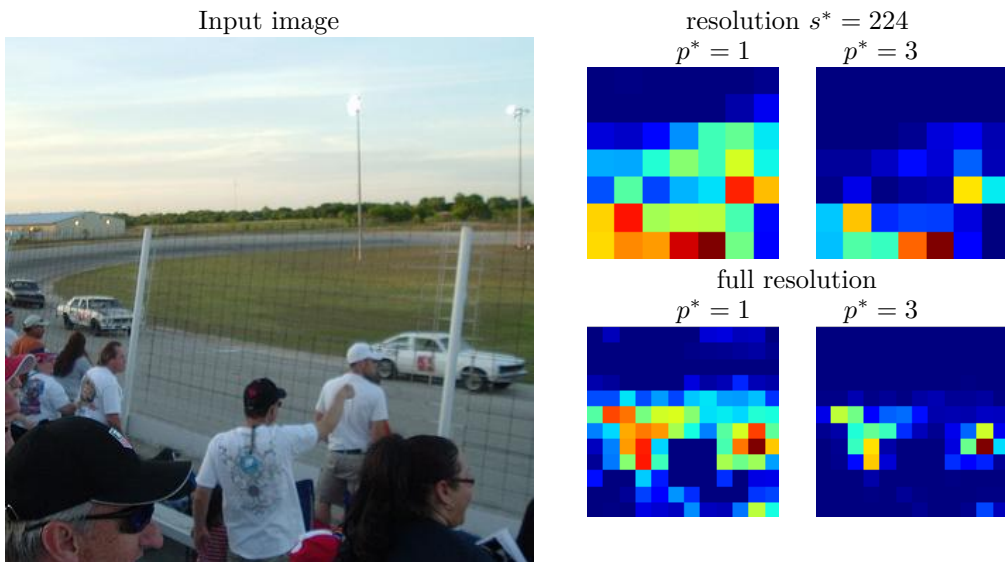 Input image
resolution s* = 224
p* = 1
p* = 3
full resolution
p* = 1
p* = 3